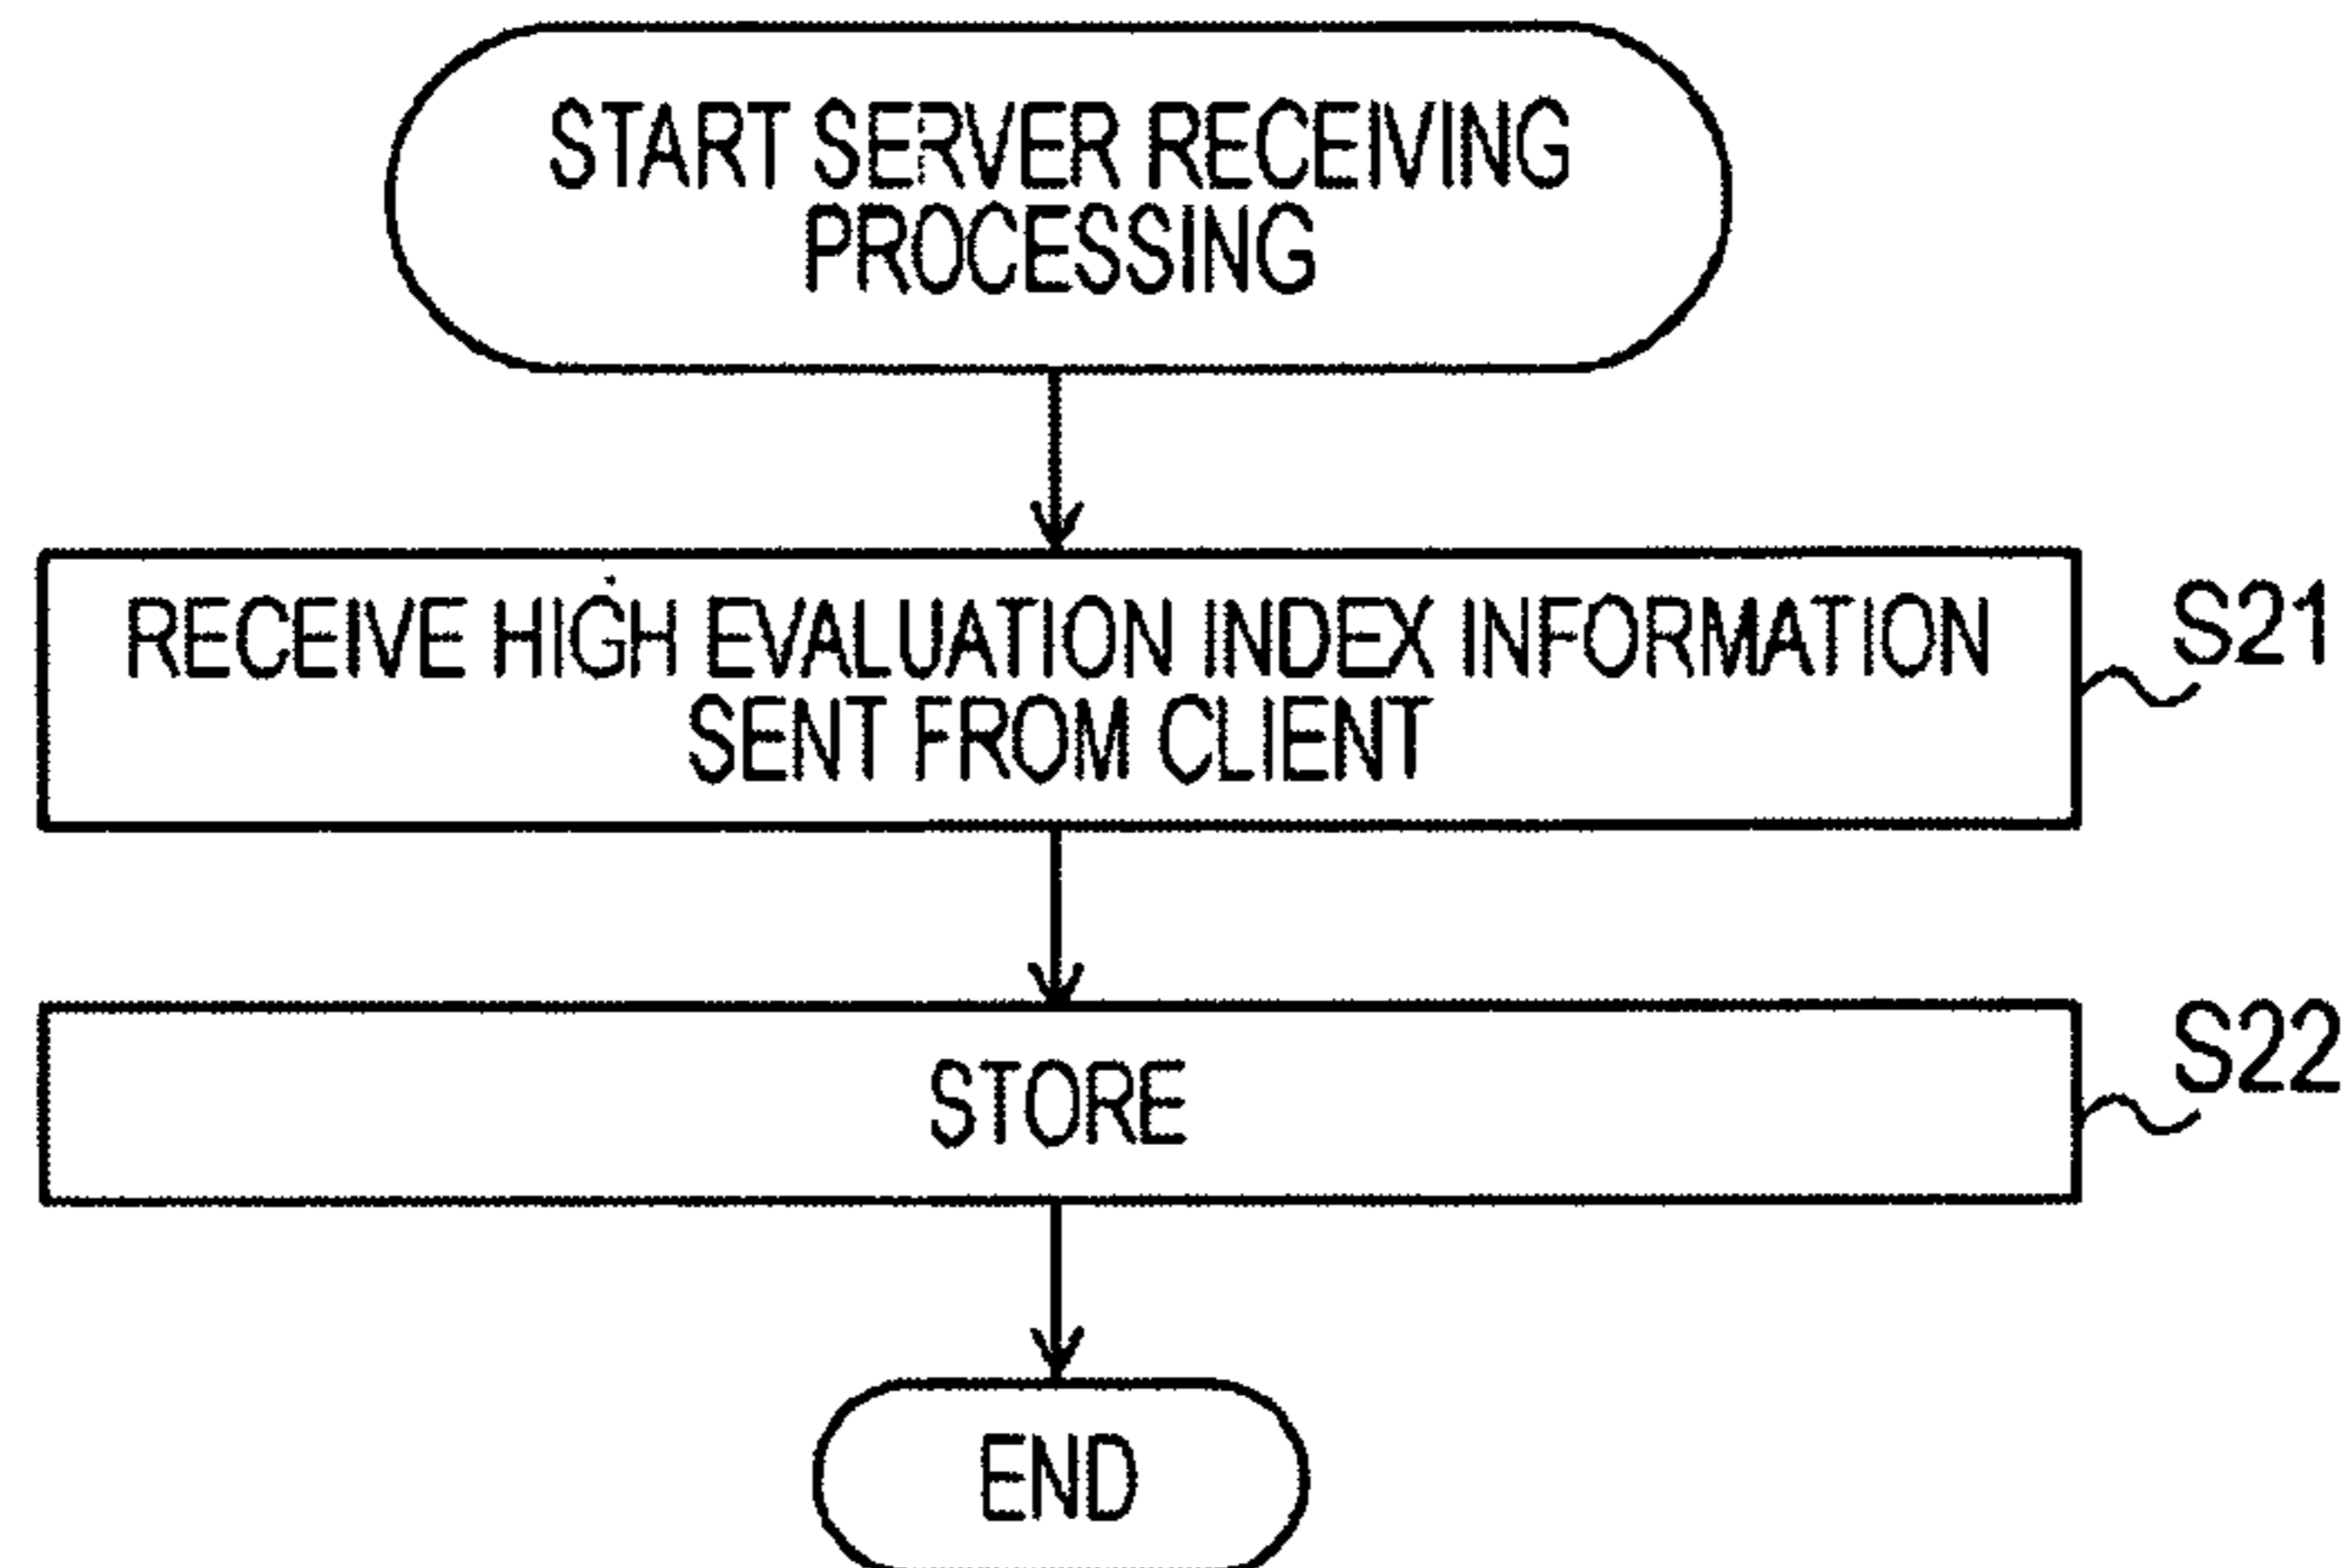 START SERVER RECEIVING
PROCESSING
RECEIVE HIGH EVALUATION INDEX INFORMATION
SENT FROM CLIENT
S21
STORE
S22
END